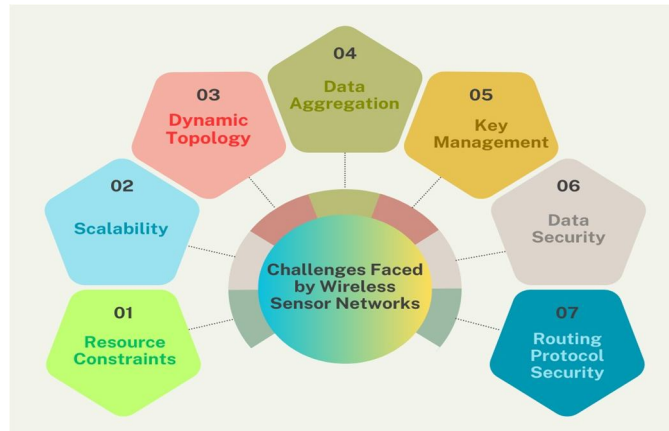 04
Data
Aggregation
03
Dynamic
Topology
05
Key
Management
02
Scalability
06
Data
Security
Challenges Faced
by Wireless
Sensor Networks
01
Resource
Constraints
07
Routing
Protocol
Security